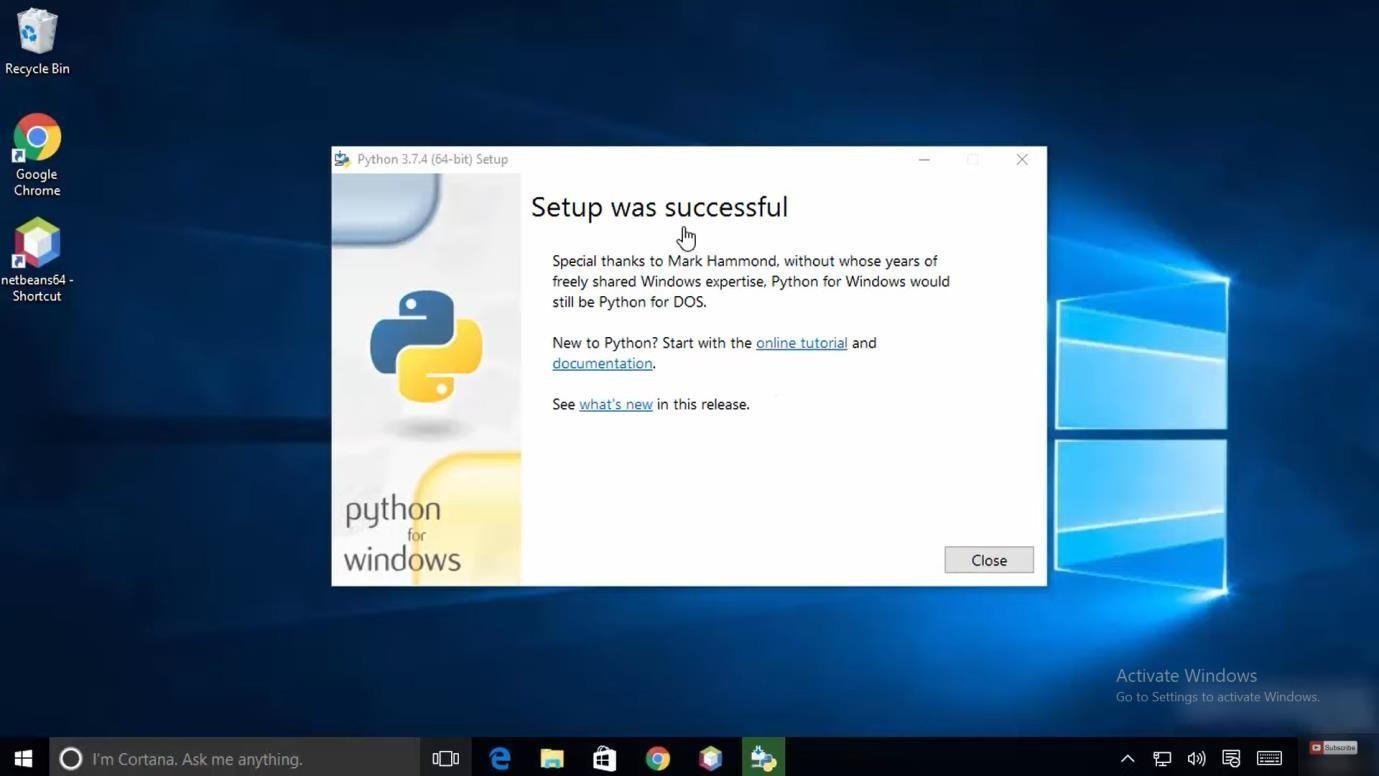 Recycle Bin
Google
Chrome
netbeans64 -
Shortcut
Python 3.7.4 (64-bit) Setup
Setup was successful
Special thanks to Mark Hammond, without whose years of
freely shared Windows expertise, Python for Windows would
still be Python for DOS.
New to Python? Start with the online tutorial and
documentation.
See what's new in this release.
python
for
windows
Close
Activate Windows
Go to Settings to activate Windows.
I'm Cortana. Ask me anything.
Subscribe